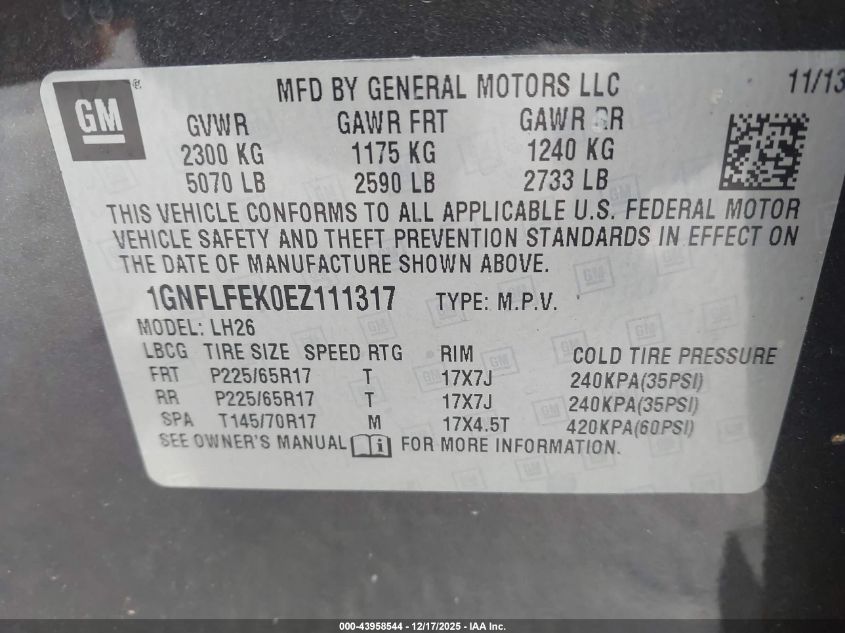 GM
MFD BY GENERAL MOTORS LLC 11/13
GVWR GAWR FRT GAWR RR
2300 KG 1175 KG 1240 KG
5070 LB 2590 LB 2733 LB
THIS VEHICLE CONFORMS TO ALL APPLICABLE U.S. FEDERAL MOTOR
VEHICLE SAFETY AND THEFT PREVENTION STANDARDS IN EFFECT ON
THE DATE OF MANUFACTURE SHOWN ABOVE.
1GNFLFEK0EZ111317 TYPE: M.P.V.
MODEL: LH26
LBCG TIRE SIZE SPEED RTG RIM COLD TIRE PRESSURE
FRT P225/65R17 T 17X7J 240KPA(35PSI)
RR P225/65R17 T 17X7J 240KPA(35PSI)
SPA T145/70R17 M 17X4.5T 420KPA(60PSI)
SEE OWNER'S MANUAL i FOR MORE INFORMATION.
000-43958544 / 12/17/2025 - IAA Inc.